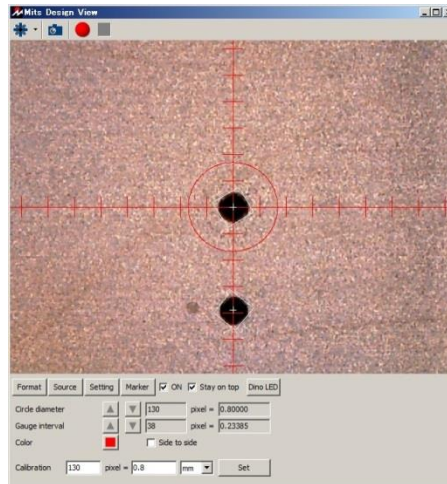 Mits Design View
Format Source Setting Marker ON Stay on top Dino LED
Circle diameter 130 pixel = 0.80000
Gauge interval 38 pixel = 0.23385
Color Side to side
Calibration 130 pixel = 0.8 mm Set